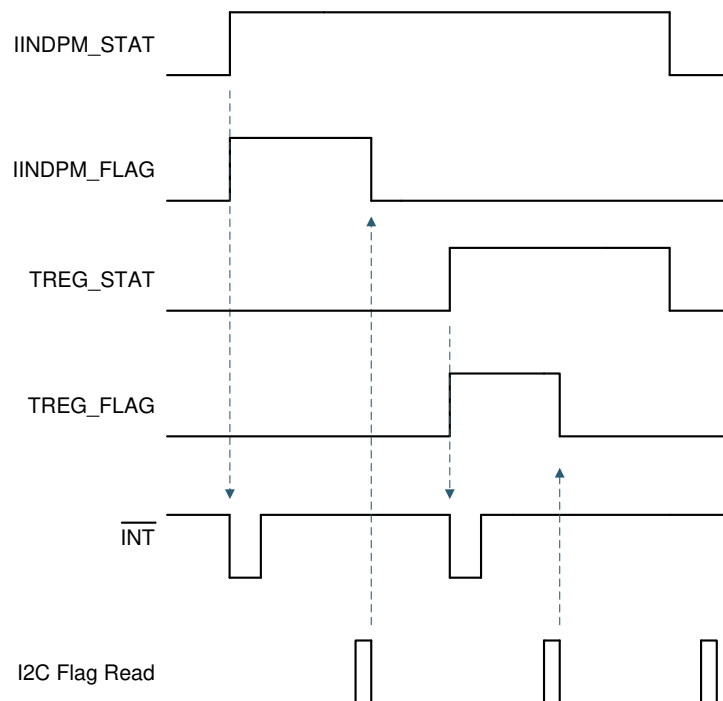 IINDPM_STAT
IINDPM_FLAG
TREG_STAT
TREG_FLAG
INT
I2C Flag Read